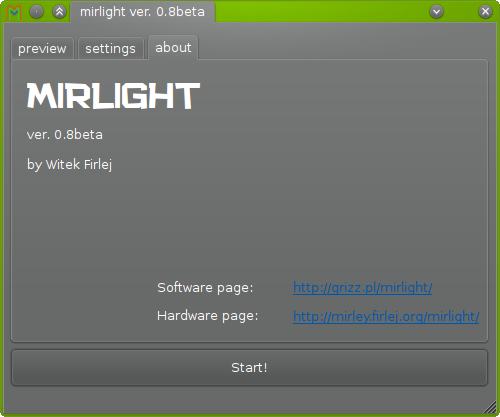 mirlight ver. 0.8beta
preview settings about
MIRLIGHT
ver. 0.8beta
by Witek Firlej
Software page: http://grizz.pl/mirlight/
Hardware page: http://mirley.firlej.org/mirlight/
Start!